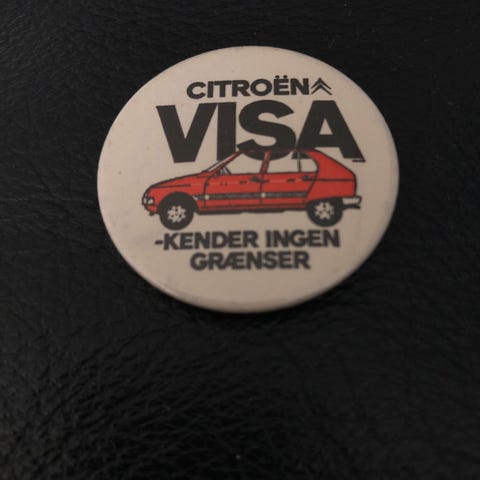 CITROËN
VISA
-KENDER INGEN
GRÆNSER